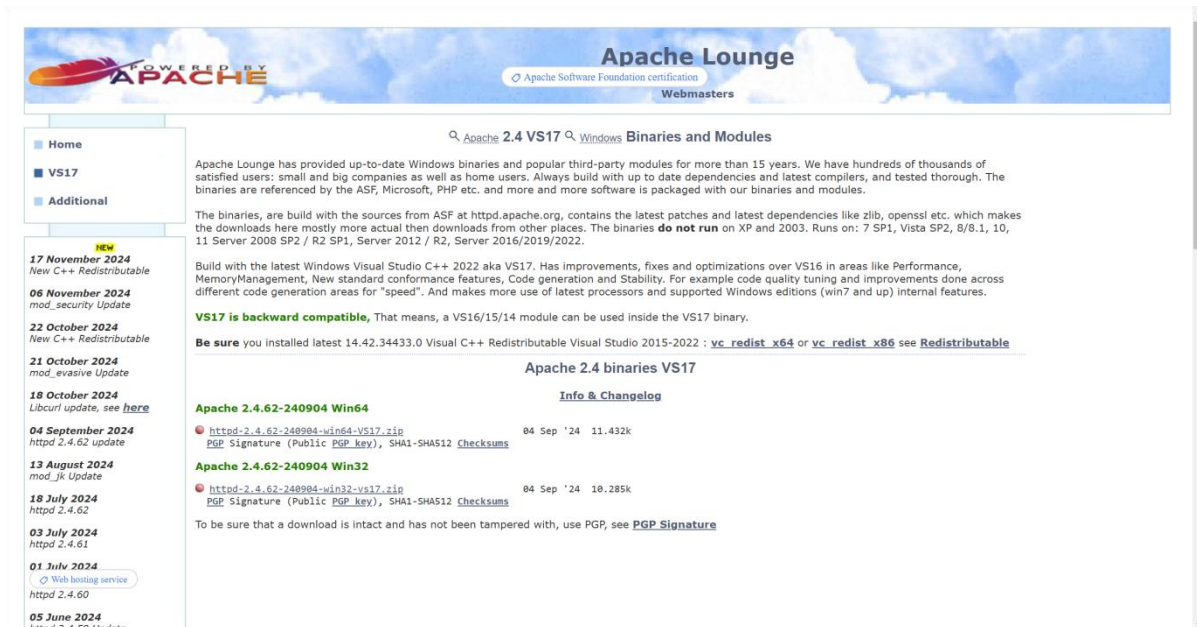 POWERED BY
APACHE
Apache Lounge
Apache Software Foundation certification
Webmasters
Home
VS17
Additional
NEW
17 November 2024
New C++ Redistributable
06 November 2024
mod_security Update
22 October 2024
New C++ Redistributable
21 October 2024
mod_evasive Update
18 October 2024
Libcurl update, see here
04 September 2024
httpd 2.4.62 update
13 August 2024
mod_jk Update
18 July 2024
httpd 2.4.62
03 July 2024
httpd 2.4.61
01 July 2024
Web hosting service
httpd 2.4.60
05 June 2024
Apache 2.4 VS17 Windows Binaries and Modules
Apache Lounge has provided up-to-date Windows binaries and popular third-party modules for more than 15 years. We have hundreds of thousands of
satisfied users: small and big companies as well as home users. Always build with up to date dependencies and latest compilers, and tested thorough. The
binaries are referenced by the ASF, Microsoft, PHP etc. and more and more software is packaged with our binaries and modules.
The binaries, are build with the sources from ASF at httpd.apache.org, contains the latest patches and latest dependencies like zlib, openssl etc. which makes
the downloads here mostly more actual then downloads from other places. The binaries do not run on XP and 2003. Runs on: 7 SP1, Vista SP2, 8/8.1, 10,
11 Server 2008 SP2 / R2 SP1, Server 2012 / R2, Server 2016/2019/2022.
Build with the latest Windows Visual Studio C++ 2022 aka VS17. Has improvements, fixes and optimizations over VS16 in areas like Performance,
MemoryManagement, New standard conformance features, Code generation and Stability. For example code quality tuning and improvements done across
different code generation areas for "speed". And makes more use of latest processors and supported Windows editions (win7 and up) internal features.
VS17 is backward compatible, That means, a VS16/15/14 module can be used inside the VS17 binary.
Be sure you installed latest 14.42.34433.0 Visual C++ Redistributable Visual Studio 2015-2022 : vc_redist_x64 or vc_redist_x86 see Redistributable
Apache 2.4 binaries VS17
Info & Changelog
Apache 2.4.62-240904 Win64
httpd-2.4.62-240904-win64-VS17.zip 04 Sep '24 11.432k
PGP Signature (Public PGP key), SHA1-SHA512 Checksums
Apache 2.4.62-240904 Win32
httpd-2.4.62-240904-win32-vs17.zip 04 Sep '24 10.285k
PGP Signature (Public PGP key), SHA1-SHA512 Checksums
To be sure that a download is intact and has not been tampered with, use PGP, see PGP Signature